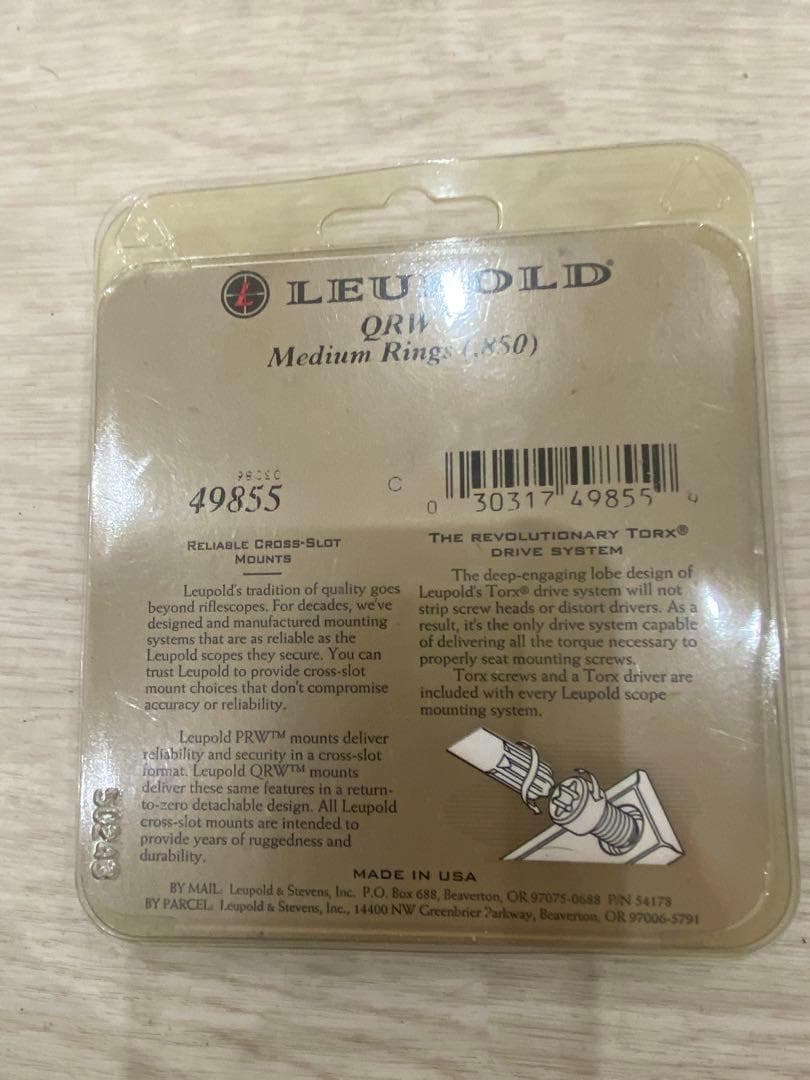 LEUPOLD®
QRW
Medium Rings (.850)
49855
C
0 30317 49855 9
RELIABLE CROSS-SLOT
MOUNTS
Leupold's tradition of quality goes
beyond riflescopes. For decades, we've
designed and manufactured mounting
systems that are as reliable as the
Leupold scopes they secure. You can
trust Leupold to provide cross-slot
mount choices that don't compromise
accuracy or reliability.
Leupold PRW™ mounts deliver
reliability and security in a cross-slot
format. Leupold QRW™ mounts
deliver these same features in a return-
to-zero detachable design. All Leupold
cross-slot mounts are intended to
provide years of ruggedness and
durability.
THE REVOLUTIONARY TORX®
DRIVE SYSTEM
The deep-engaging lobe design of
Leupold's Torx® drive system will not
strip screw heads or distort drivers. As a
result, it's the only drive system capable
of delivering all the torque necessary to
properly seat mounting screws.
Torx screws and a Torx driver are
included with every Leupold scope
mounting system.
MADE IN USA
BY MAIL: Leupold & Stevens, Inc. P.O. Box 688, Beaverton, OR 97075-0688 P/N 54178
BY PARCEL: Leupold & Stevens, Inc., 14400 NW Greenbrier Parkway, Beaverton, OR 97006-5791